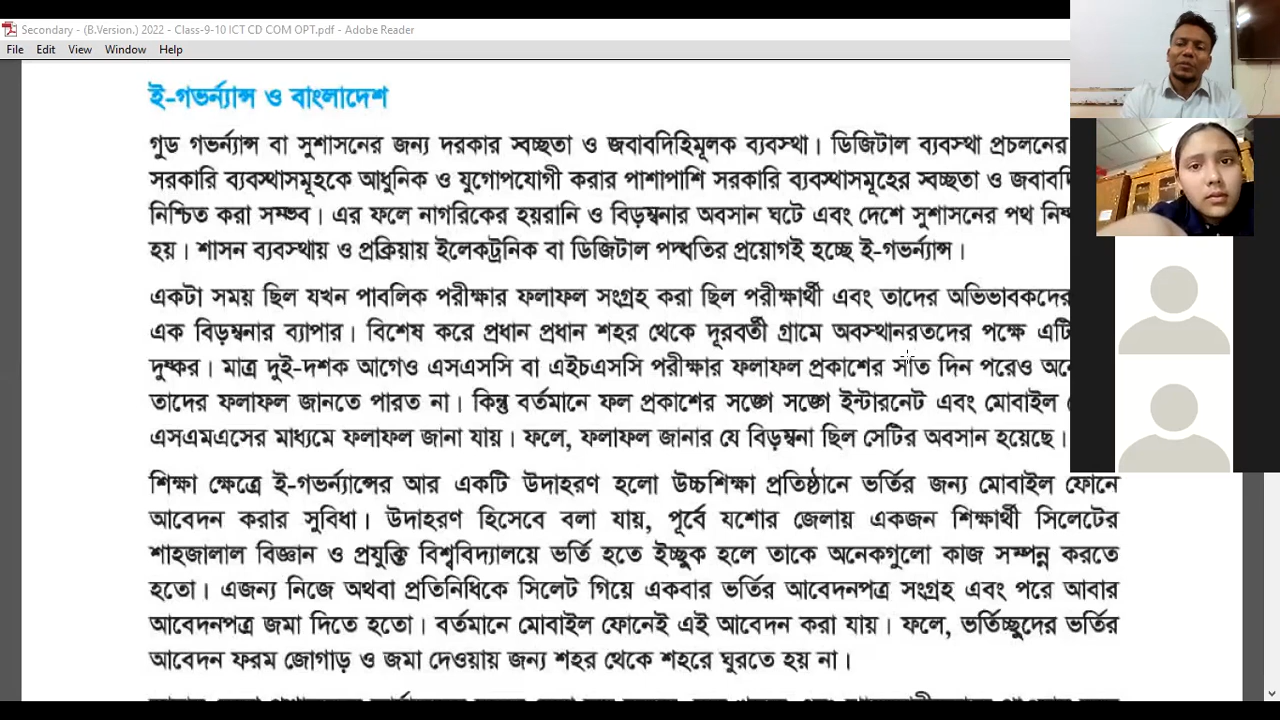 Secondary - (B.Version.) 2022 - Class-9-10 ICT CD COM OPT.pdf - Adobe Reader
File Edit View Window Help
ই-গভর্ন্যান্স ও বাংলাদেশ
গুড গভর্ন্যান্স বা সুশাসনের জন্য দরকার স্বচ্ছতা ও জবাবদিহিমূলক ব্যবস্থা। ডিজিটাল ব্যবস্থা প্রচলনের
সরকারি ব্যবস্থাসমূহকে আধুনিক ও যুগোপযোগী করার পাশাপাশি সরকারি ব্যবস্থাসমূহের স্বচ্ছতা ও
নিশ্চিত করা সম্ভব। এর ফলে নাগরিকের হয়রানি ও বিড়ম্বনার অবসান ঘটে এবং দেশে সুশাসনের পথ
হয়। শাসন ব্যবস্থায় ও প্রক্রিয়ায় ইলেকট্রনিক বা ডিজিটাল পদ্ধতির প্রয়োগই হচ্ছে ই-গভর্ন্যান্স।
একটা সময় ছিল যখন পাবলিক পরীক্ষার ফলাফল সংগ্রহ করা ছিল পরীক্ষার্থী এবং তাদের অভিভাবকদের
এক বিড়ম্বনার ব্যাপার। বিশেষ করে প্রধান প্রধান শহর থেকে দূরবর্তী গ্রামে অবস্থানরতদের পক্ষে
দুষ্কর। মাত্র দুই-দশক আগেও এসএসসি বা এইচএসসি পরীক্ষার ফলাফল প্রকাশের সাত দিন পরেও
তাদের ফলাফল জানতে পারত না। কিন্তু বর্তমানে ফল প্রকাশের সঙ্গে সঙ্গে ইন্টারনেট এবং মোবাইল
এসএমএসের মাধ্যমে ফলাফল জানা যায়। ফলে, ফলাফল জানার যে বিড়ম্বনা ছিল সেটির অবসান হয়েছে।
শিক্ষা ক্ষেত্রে ই-গভর্ন্যান্সের আর একটি উদাহরণ হলো উচ্চশিক্ষা প্রতিষ্ঠানে ভর্তির জন্য মোবাইল ফোনে
আবেদন করার সুবিধা। উদাহরণ হিসেবে বলা যায়, পূর্বে যশোর জেলায় একজন শিক্ষার্থী সিলেটের
শাহজালাল বিজ্ঞান ও প্রযুক্তি বিশ্ববিদ্যালয়ে ভর্তি হতে ইচ্ছুক হলে তাকে অনেকগুলো কাজ সম্পন্ন করতে
হতো। এজন্য নিজে অথবা প্রতিনিধিকে সিলেট গিয়ে একবার ভর্তির আবেদনপত্র সংগ্রহ এবং পরে আবার
আবেদনপত্র জমা দিতে হতো। বর্তমানে মোবাইল ফোনেই এই আবেদন করা যায়। ফলে, ভর্তিচ্ছুদের ভর্তির
আবেদন ফরম জোগাড় ও জমা দেওয়ায় জন্য শহর থেকে শহরে ঘুরতে হয় না।